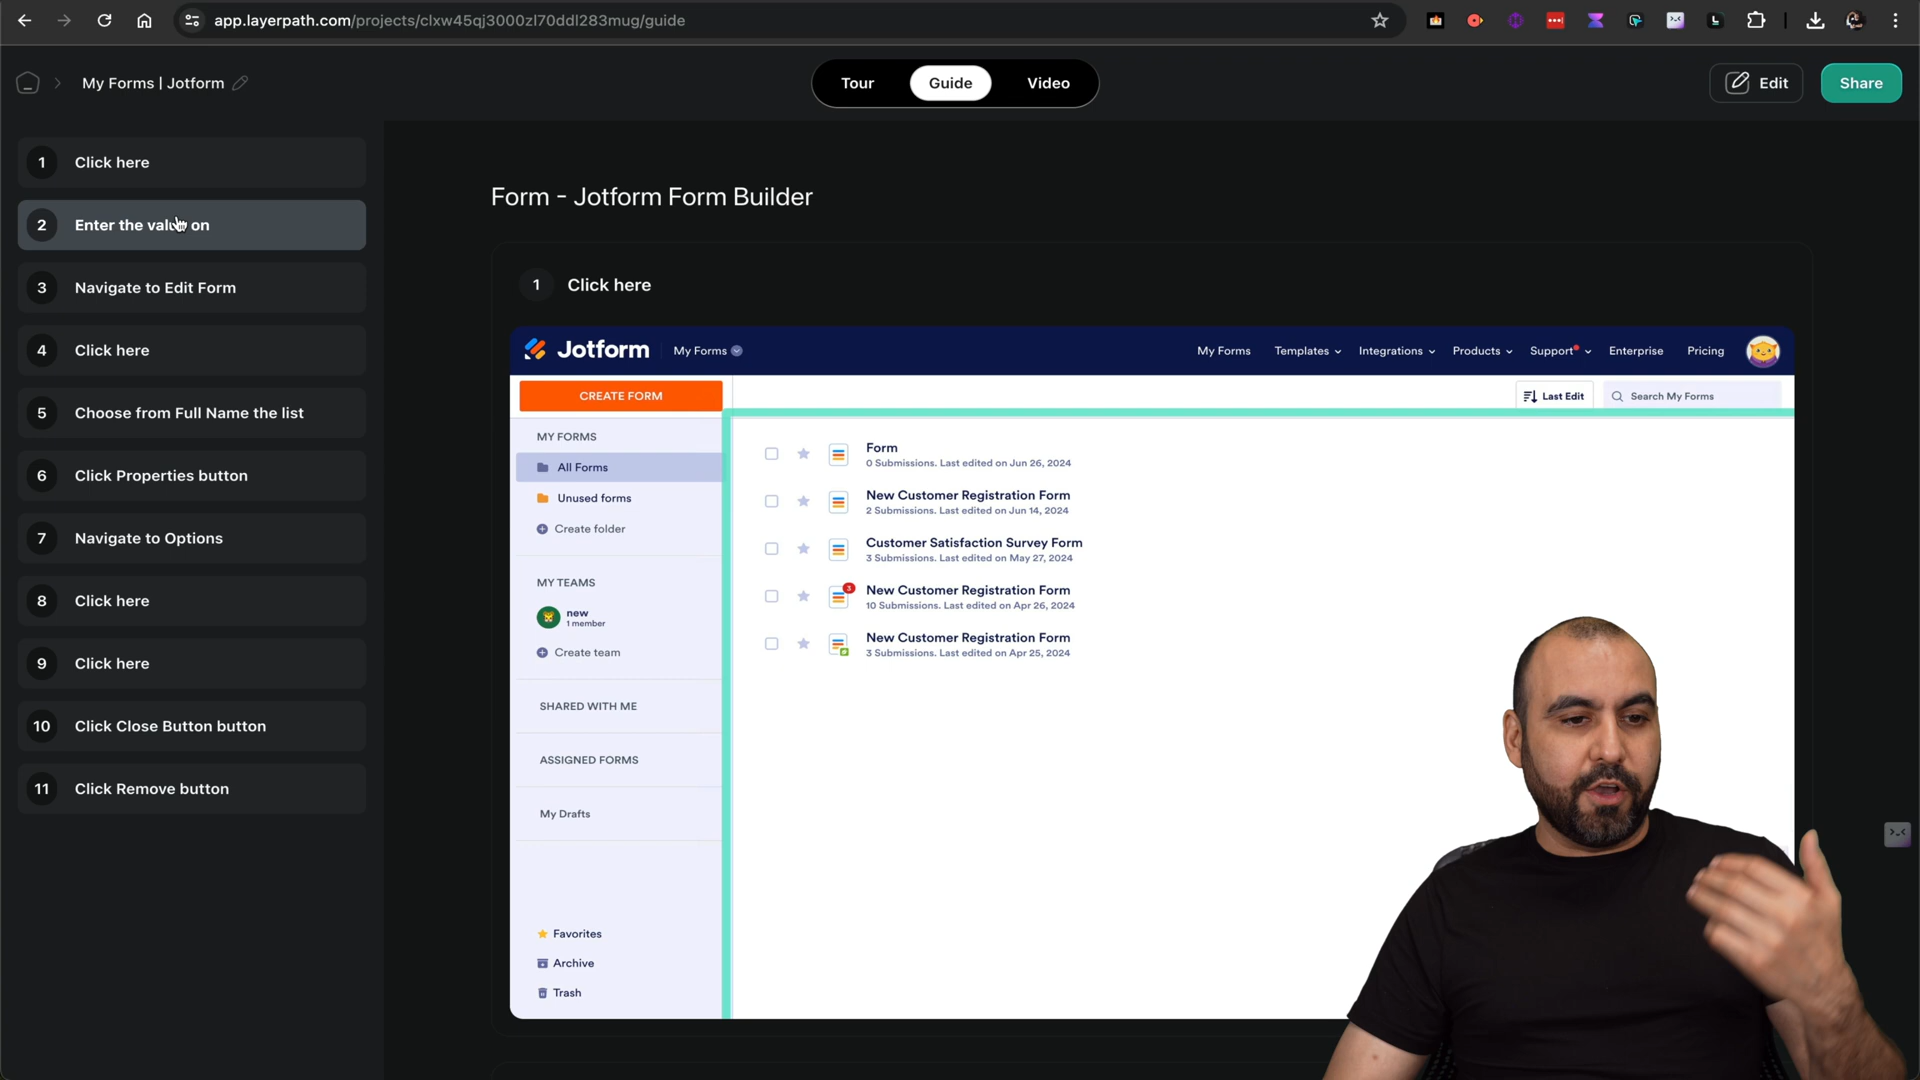 app.layerpath.com/projects/clxw45qj3000zl70ddl283mug/guide
My Forms | Jotform
Tour
Guide
Video
Edit
Share
1 Click here
2 Enter the value on
3 Navigate to Edit Form
4 Click here
5 Choose from Full Name the list
6 Click Properties button
7 Navigate to Options
8 Click here
9 Click here
10 Click Close Button button
11 Click Remove button
Form - Jotform Form Builder
1 Click here
Jotform
My Forms
My Forms
Templates
Integrations
Products
Support
Enterprise
Pricing
CREATE FORM
Last Edit
Search My Forms
MY FORMS
All Forms
Unused forms
Create folder
MY TEAMS
new
1 member
Create team
SHARED WITH ME
ASSIGNED FORMS
My Drafts
Favorites
Archive
Trash
Form
0 Submissions. Last edited on Jun 26, 2024
New Customer Registration Form
2 Submissions. Last edited on Jun 14, 2024
Customer Satisfaction Survey Form
3 Submissions. Last edited on May 27, 2024
3
New Customer Registration Form
10 Submissions. Last edited on Apr 26, 2024
New Customer Registration Form
3 Submissions. Last edited on Apr 25, 2024